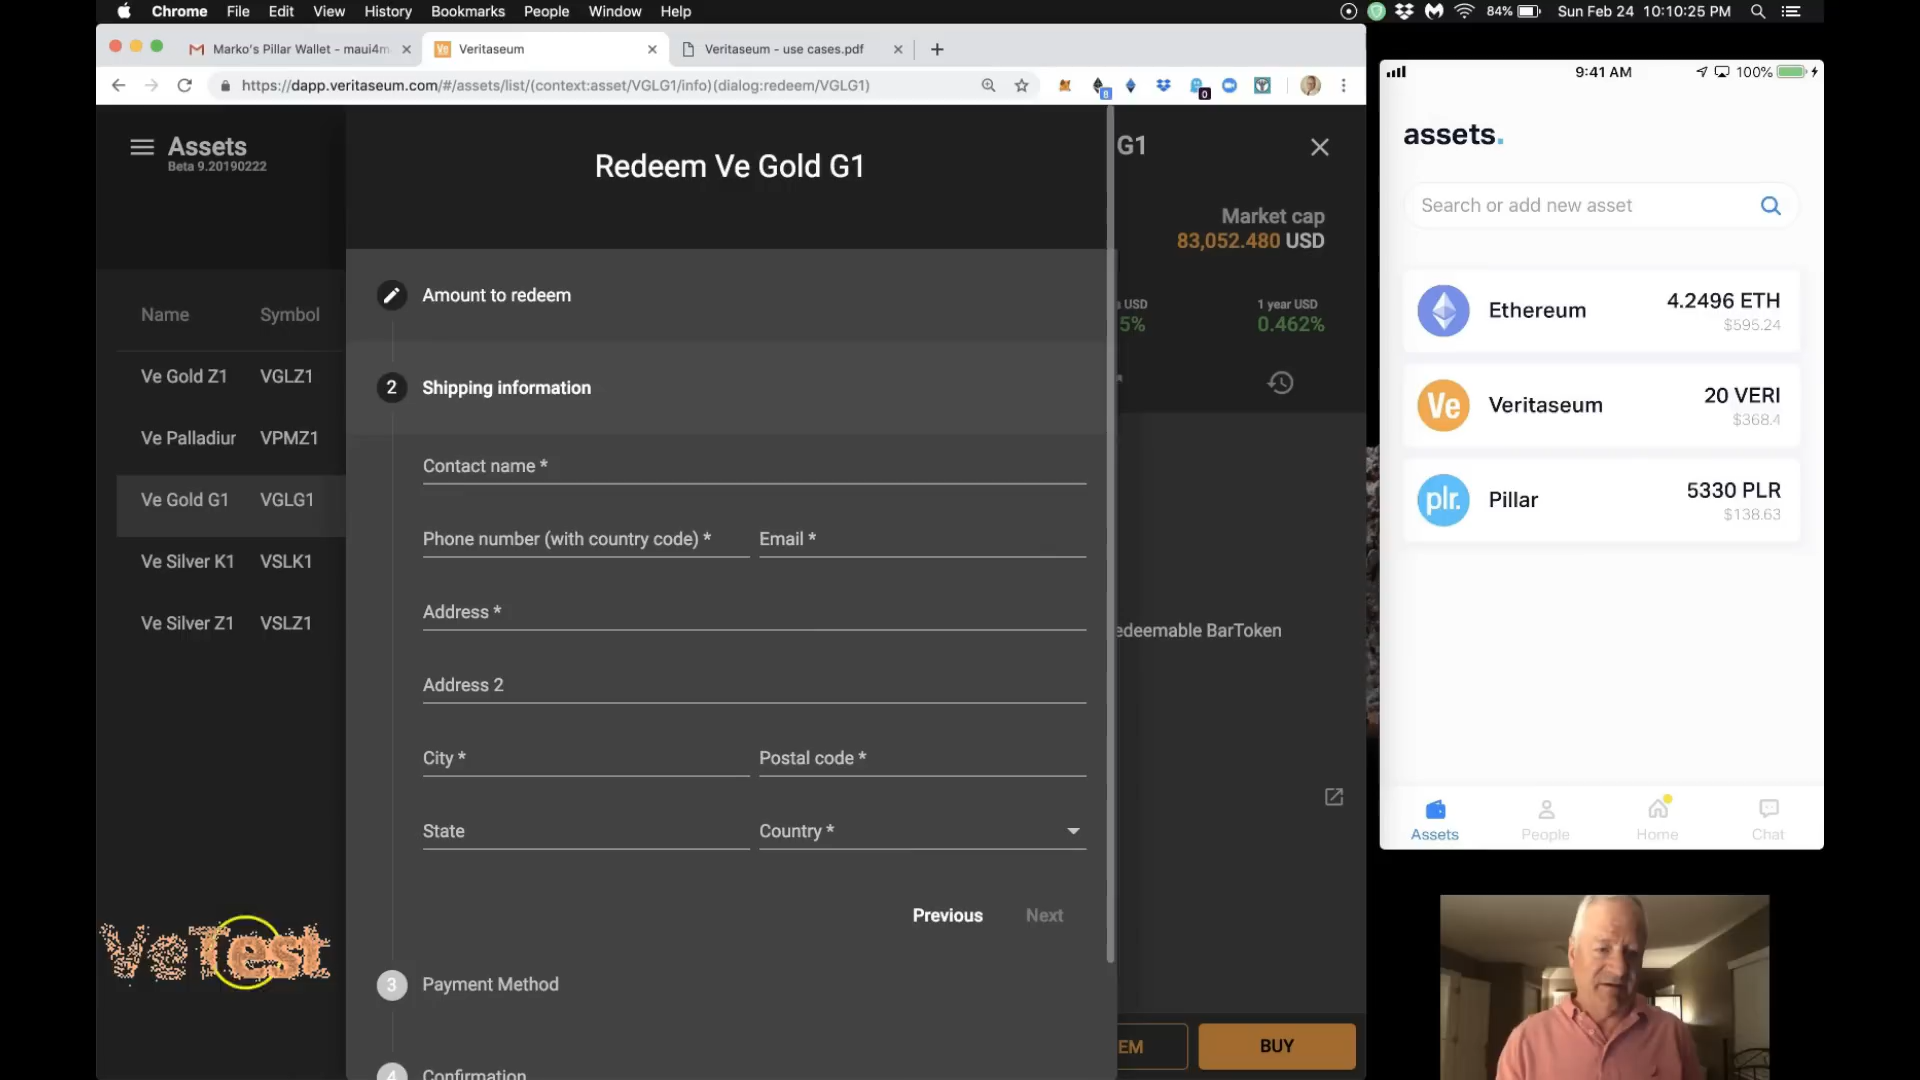 Chrome File Edit View History Bookmarks People Window Help
84% Sun Feb 24 10:10:25 PM
Marko's Pillar Wallet - maui4m
Veritaseum
Veritaseum - use cases.pdf
https://dapp.veritaseum.com/#/assets/list/(context:asset/VGLG1/info)(dialog:redeem/VGLG1)
8
0
Assets
Beta 9.20190222
Name Symbol
Ve Gold Z1 VGLZ1
Ve Palladiur VPMZ1
Ve Gold G1 VGLG1
Ve Silver K1 VSLK1
Ve Silver Z1 VSLZ1
VeTest
Redeem Ve Gold G1
Amount to redeem
2 Shipping information
Contact name *
Phone number (with country code) * Email *
Address *
Address 2
City * Postal code *
State Country *
Previous Next
3 Payment Method
4 Confirmation
G1
Market cap
83,052.480 USD
USD 1 year USD
5% 0.462%
edeemable BarToken
EM BUY
9:41 AM 100%
assets.
Search or add new asset
Ethereum 4.2496 ETH
$595.24
Ve Veritaseum 20 VERI
$368.4
plr. Pillar 5330 PLR
$138.63
Assets People Home Chat